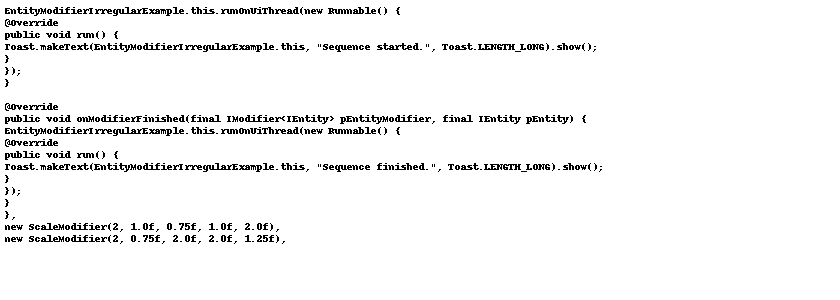 EntityModifierIrregularExample.this.runOnUiThread(new Runnable() {
@Override
public void run() {
Toast.makeText(EntityModifierIrregularExample.this, "Sequence started.", Toast.LENGTH_LONG).show();
}
});
}

@Override
public void onModifierFinished(final IModifier<IEntity> pEntityModifier, final IEntity pEntity) {
EntityModifierIrregularExample.this.runOnUiThread(new Runnable() {
@Override
public void run() {
Toast.makeText(EntityModifierIrregularExample.this, "Sequence finished.", Toast.LENGTH_LONG).show();
}
});
}
},
new ScaleModifier(2, 1.0f, 0.75f, 1.0f, 2.0f),
new ScaleModifier(2, 0.75f, 2.0f, 2.0f, 1.25f),